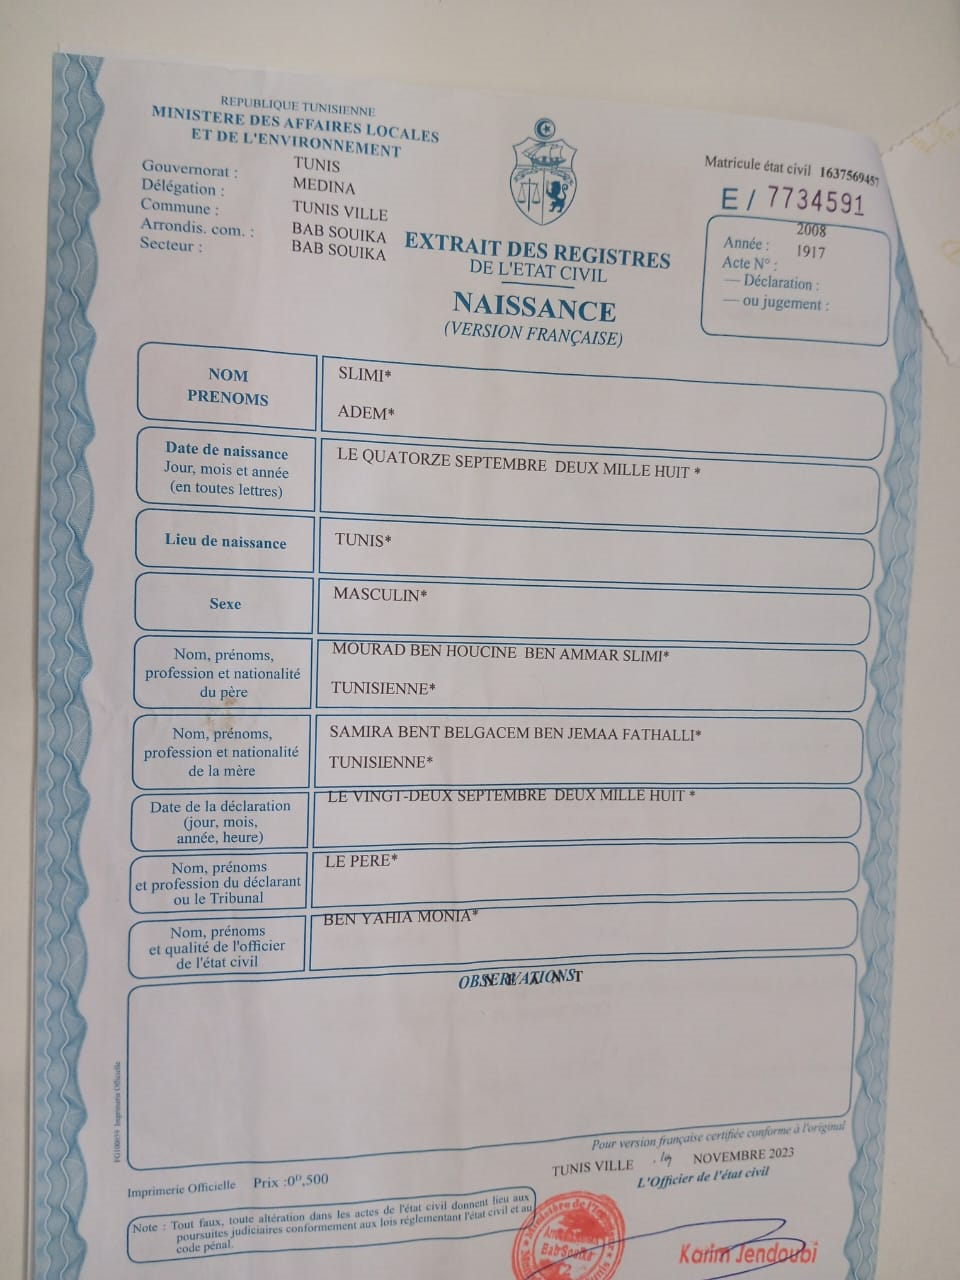 REPUBLIQUE TUNISIENNE
MINISTERE DES AFFAIRES LOCALES
ET DE L'ENVIRONNEMENT
Gouvernorat : TUNIS
Délégation : MEDINA
Commune : TUNIS VILLE
Arrondis. com. : BAB SOUIKA
Secteur : BAB SOUIKA
EXTRAIT DES REGISTRES
DE L'ETAT CIVIL
NAISSANCE
(VERSION FRANÇAISE)
Matricule état civil 1637569457
E / 7734591
Année : 2008
Acte N° : 1917
— Déclaration :
— ou jugement :
NOM
PRENOMS
SLIMI*
ADEM*
Date de naissance
Jour, mois et année
(en toutes lettres)
LE QUATORZE SEPTEMBRE DEUX MILLE HUIT *
Lieu de naissance
TUNIS*
Sexe
MASCULIN*
Nom, prénoms,
profession et nationalité
du père
MOURAD BEN HOUCINE BEN AMMAR SLIMI*
TUNISIENNE*
Nom, prénoms,
profession et nationalité
de la mère
SAMIRA BENT BELGACEM BEN JEMAA FATHALLI*
TUNISIENNE*
Date de la déclaration
(jour, mois,
année, heure)
LE VINGT-DEUX SEPTEMBRE DEUX MILLE HUIT *
Nom, prénoms
et profession du déclarant
ou le Tribunal
LE PERE*
Nom, prénoms
et qualité de l'officier
de l'état civil
BEN YAHIA MONIA*
OBSERVATIONS
N E A N T
FG100059 Imprimerie Officielle
Pour version française certifiée conforme à l'original
TUNIS VILLE NOVEMBRE 2023
L'Officier de l'état civil
Imprimerie Officielle Prix :0ᴰ,500
Note : Tout faux, toute altération dans les actes de l'état civil donnent lieu aux
poursuites judiciaires conformement aux lois réglementant l'état civil et au
code pénal.
Bab Souika
Karim Jendoubi